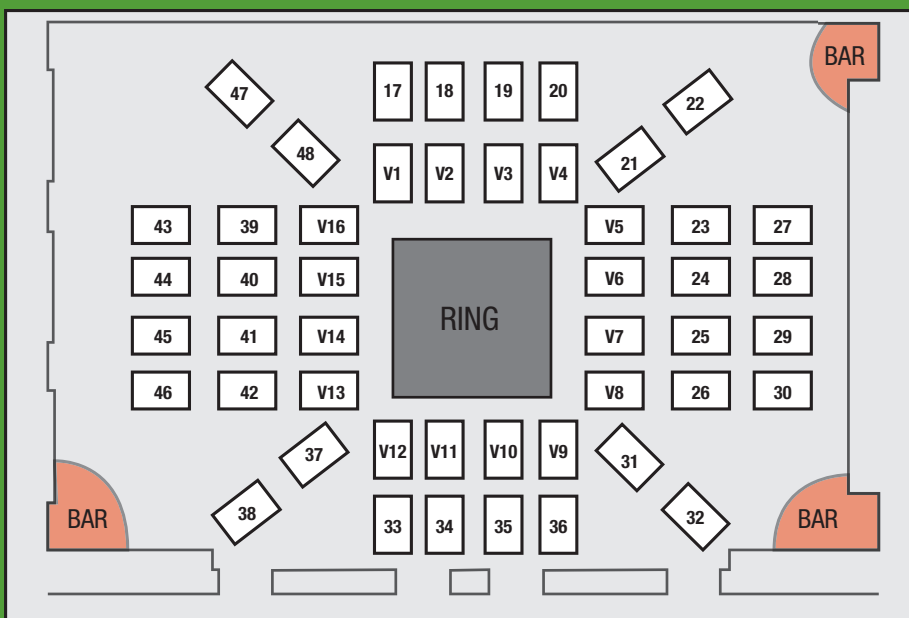 BAR
47
17 18 19 20
22
48
21
V1 V2 V3 V4
43 39 V16 V5 23 27
44 40 V15 V6 24 28
RING
45 41 V14 V7 25 29
46 42 V13 V8 26 30
37 V12 V11 V10 V9 31
38 33 34 35 36 32
BAR BAR